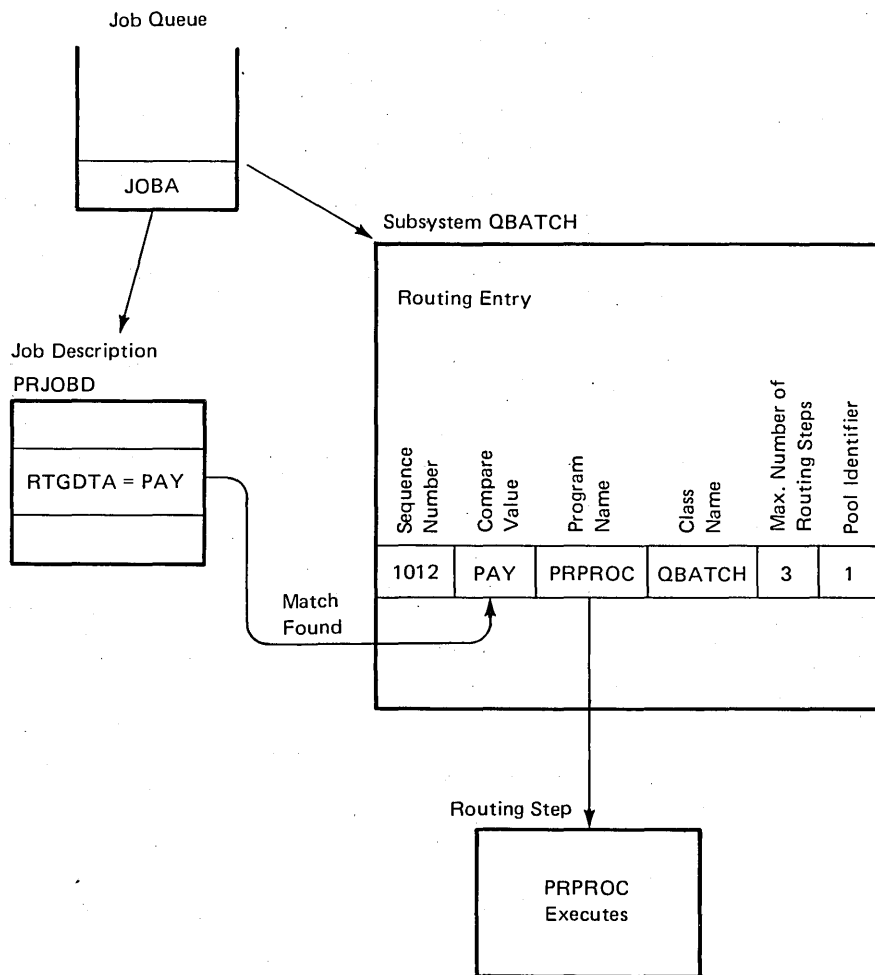 Job Queue
JOBA
Subsystem QBATCH
Routing Entry
Job Description
PRJOBD
RTGDTA = PAY
Sequence
Number
Compare
Value
Program
Name
Class
Name
Max. Number of
Routing Steps
Pool Identifier
1012 PAY PRPROC QBATCH 3 1
Match
Found
Routing Step
PRPROC
Executes